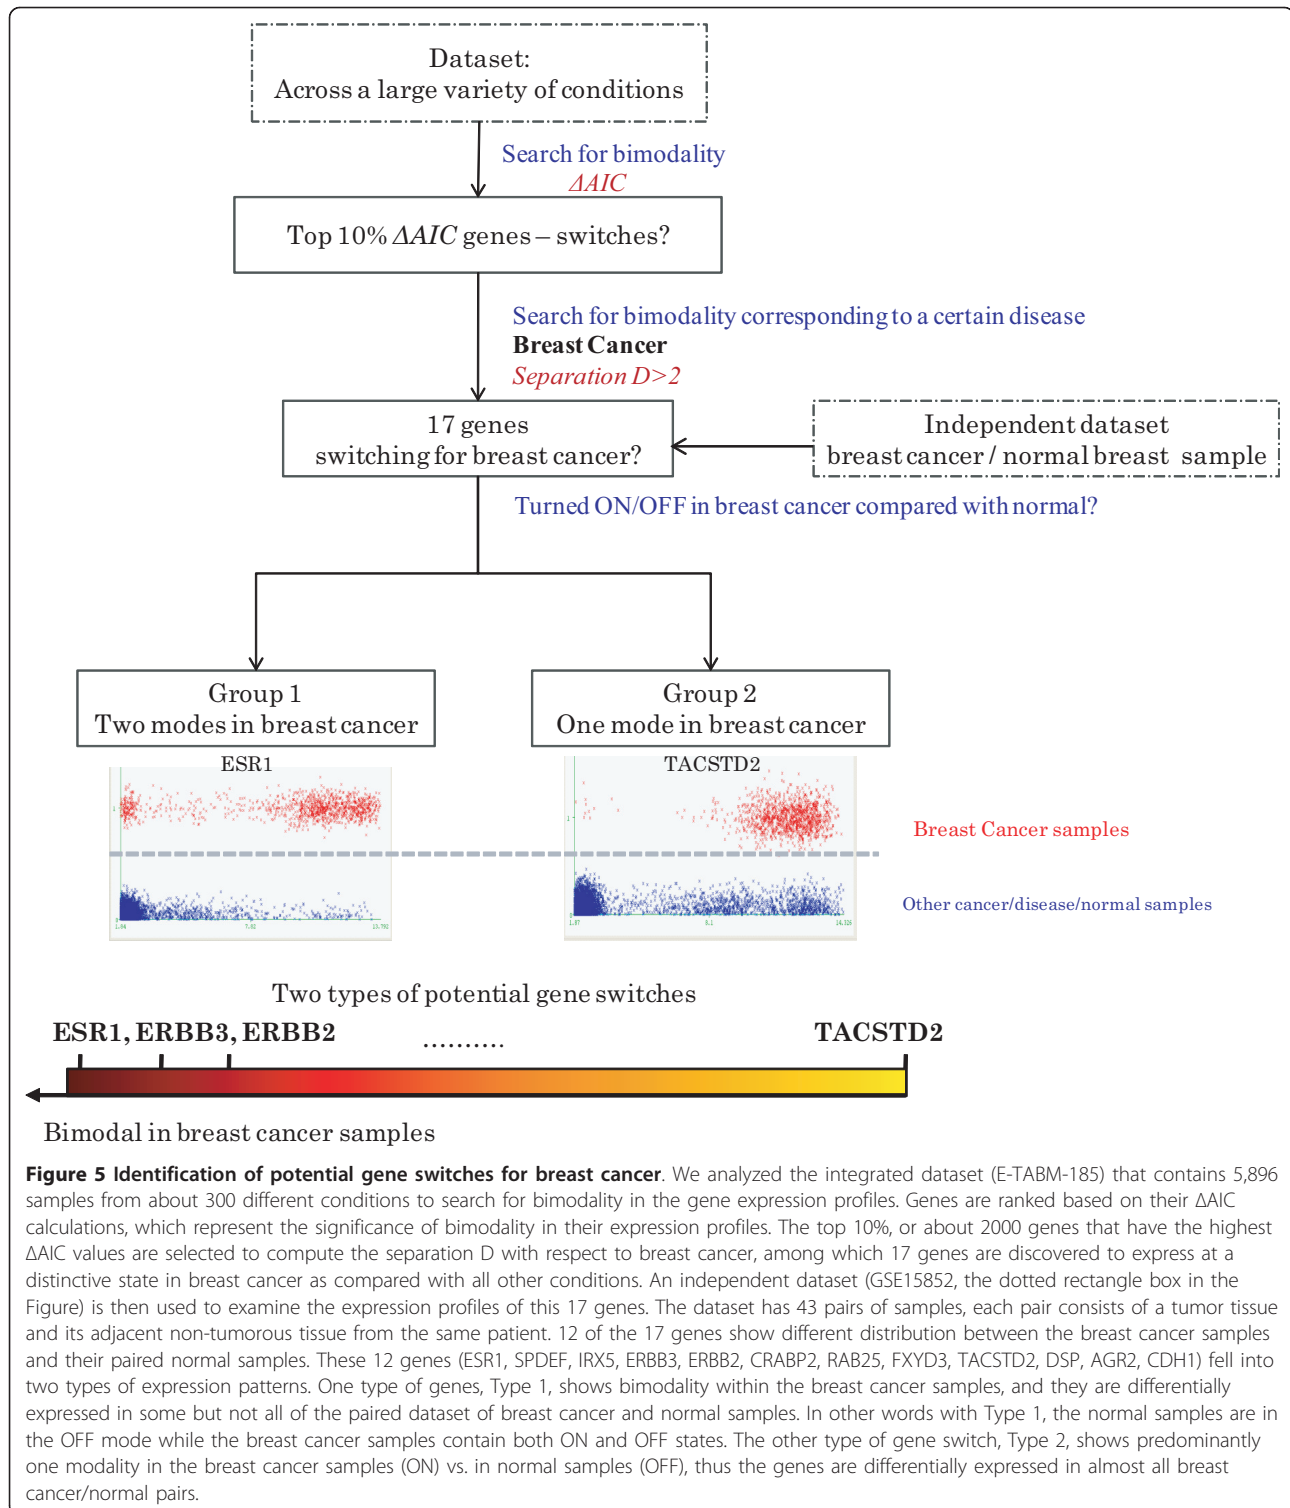 Dataset:
Across a large variety of conditions
Search for bimodality
ΔAIC
Top 10% ΔAIC genes – switches?
Search for bimodality corresponding to a certain disease
Breast Cancer
Separation D>2
17 genes
switching for breast cancer?
Independent dataset
breast cancer / normal breast sample
Turned ON/OFF in breast cancer compared with normal?
Group 1
Two modes in breast cancer
Group 2
One mode in breast cancer
ESR1
TACSTD2
1
1
Breast Cancer samples
Other cancer/disease/normal samples
0
1.84
7.82
13.792
0
1.87
8.1
14.326
Two types of potential gene switches
ESR1, ERBB3, ERBB2
..........
TACSTD2
Bimodal in breast cancer samples
Figure 5 Identification of potential gene switches for breast cancer. We analyzed the integrated dataset (E-TABM-185) that contains 5,896
samples from about 300 different conditions to search for bimodality in the gene expression profiles. Genes are ranked based on their ΔAIC
calculations, which represent the significance of bimodality in their expression profiles. The top 10%, or about 2000 genes that have the highest
ΔAIC values are selected to compute the separation D with respect to breast cancer, among which 17 genes are discovered to express at a
distinctive state in breast cancer as compared with all other conditions. An independent dataset (GSE15852, the dotted rectangle box in the
Figure) is then used to examine the expression profiles of this 17 genes. The dataset has 43 pairs of samples, each pair consists of a tumor tissue
and its adjacent non-tumorous tissue from the same patient. 12 of the 17 genes show different distribution between the breast cancer samples
and their paired normal samples. These 12 genes (ESR1, SPDEF, IRX5, ERBB3, ERBB2, CRABP2, RAB25, FXYD3, TACSTD2, DSP, AGR2, CDH1) fell into
two types of expression patterns. One type of genes, Type 1, shows bimodality within the breast cancer samples, and they are differentially
expressed in some but not all of the paired dataset of breast cancer and normal samples. In other words with Type 1, the normal samples are in
the OFF mode while the breast cancer samples contain both ON and OFF states. The other type of gene switch, Type 2, shows predominantly
one modality in the breast cancer samples (ON) vs. in normal samples (OFF), thus the genes are differentially expressed in almost all breast
cancer/normal pairs.